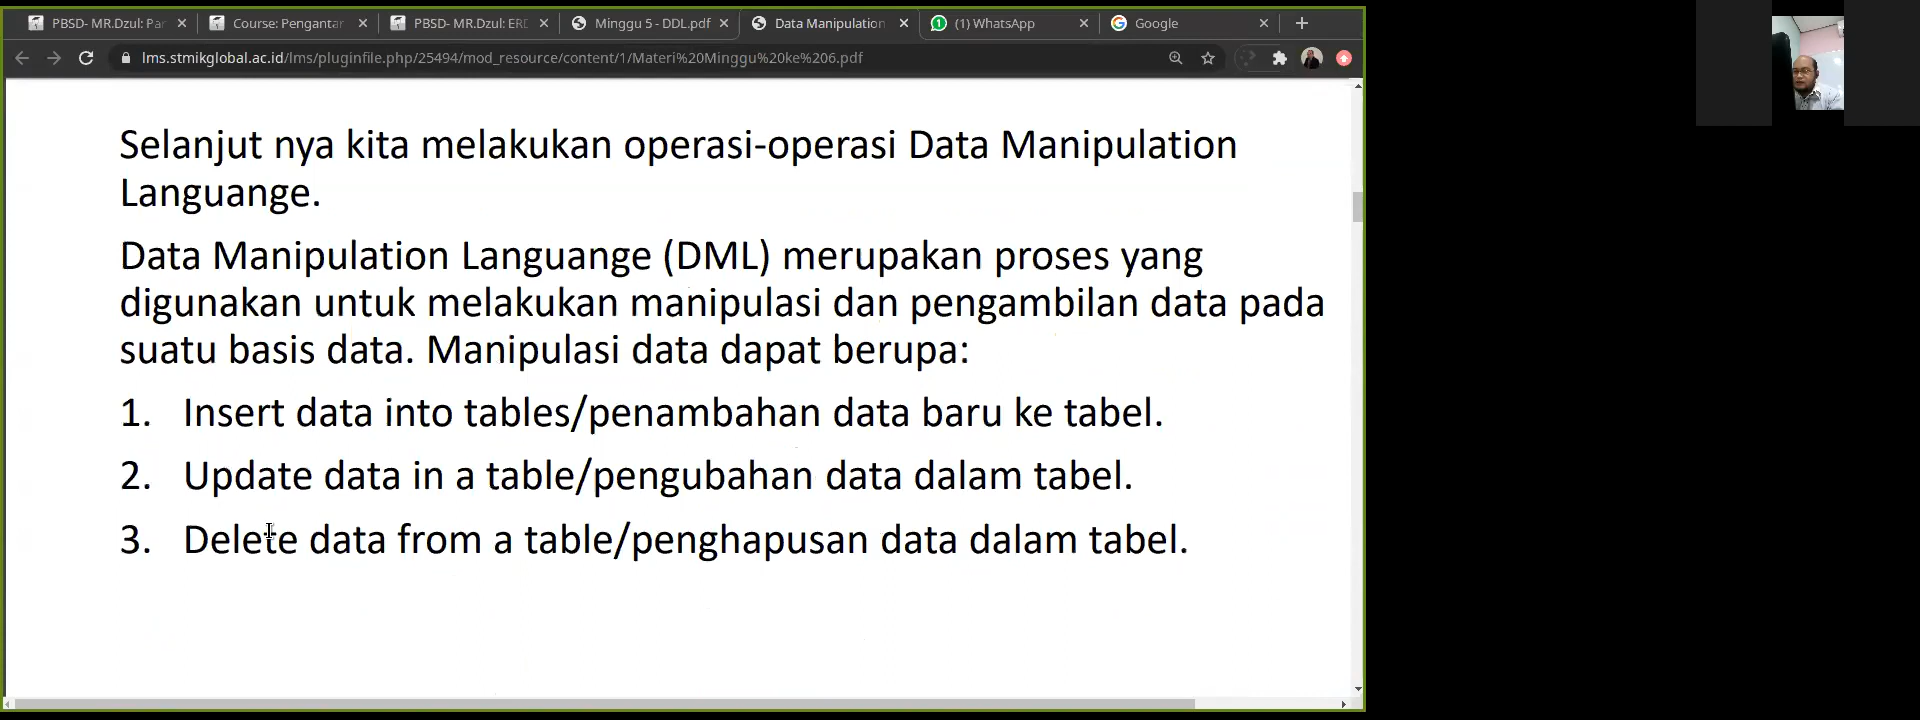 PBSD- MR.Dzul: Par
Course: Pengantar
PBSD- MR.Dzul: ERD
Minggu 5 - DDL.pdf
Data Manipulation
(1) WhatsApp
Google
lms.stmikglobal.ac.id/lms/pluginfile.php/25494/mod_resource/content/1/Materi%20Minggu%20ke%206.pdf
Selanjut nya kita melakukan operasi-operasi Data Manipulation
Languange.
Data Manipulation Languange (DML) merupakan proses yang
digunakan untuk melakukan manipulasi dan pengambilan data pada
suatu basis data. Manipulasi data dapat berupa:
1. Insert data into tables/penambahan data baru ke tabel.
2. Update data in a table/pengubahan data dalam tabel.
3. Delete data from a table/penghapusan data dalam tabel.